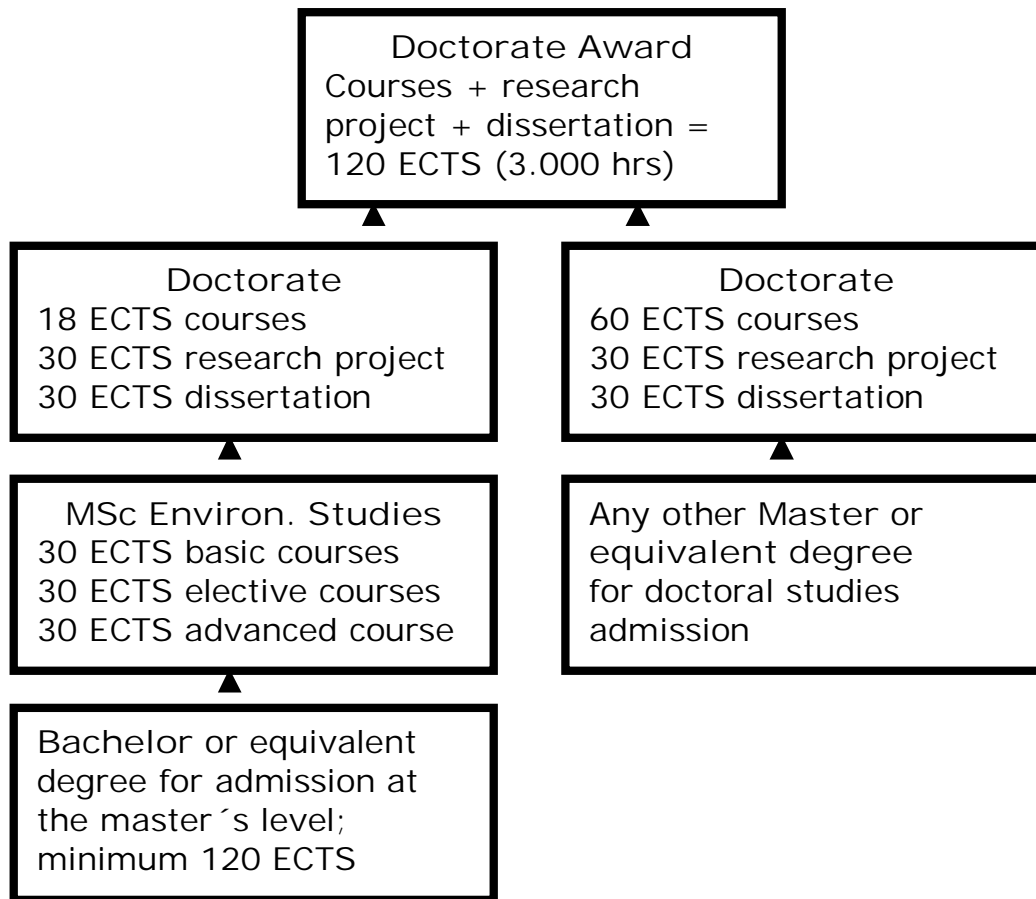 Doctorate Award
Courses + research
project + dissertation =
120 ECTS (3.000 hrs)
Doctorate
18 ECTS courses
30 ECTS research project
30 ECTS dissertation
Doctorate
60 ECTS courses
30 ECTS research project
30 ECTS dissertation
MSc Environ. Studies
30 ECTS basic courses
30 ECTS elective courses
30 ECTS advanced course
Any other Master or
equivalent degree
for doctoral studies
admission
Bachelor or equivalent
degree for admission at
the master´s level;
minimum 120 ECTS